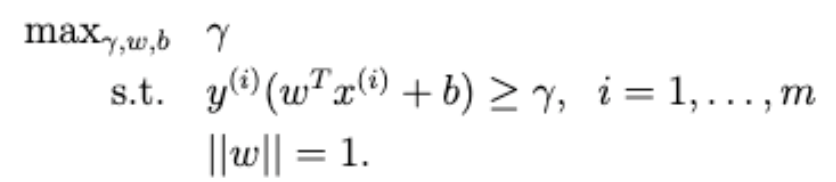 max_{γ,w,b} γ
s.t. y^{(i)}(w^T x^{(i)} + b) ≥ γ, i = 1, . . . , m
||w|| = 1.